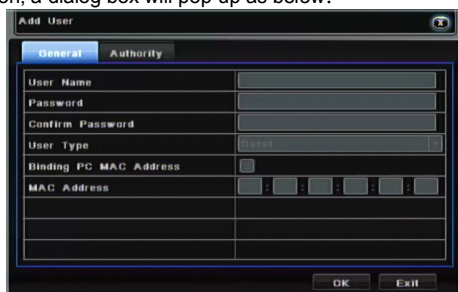 on, a dialog box will pop-up as below:
Add User
X
General Authority
User Name
Password
Confirm Password
User Type Guest
Binding PC MAC Address
MAC Address : : : : :
OK Exit